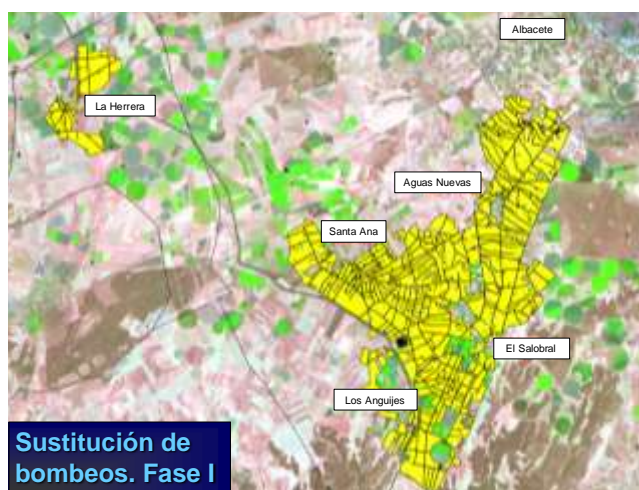 Albacete
La Herrera
Aguas Nuevas
Santa Ana
El Salobral
Los Anguijes
Sustitución de
bombeos. Fase I